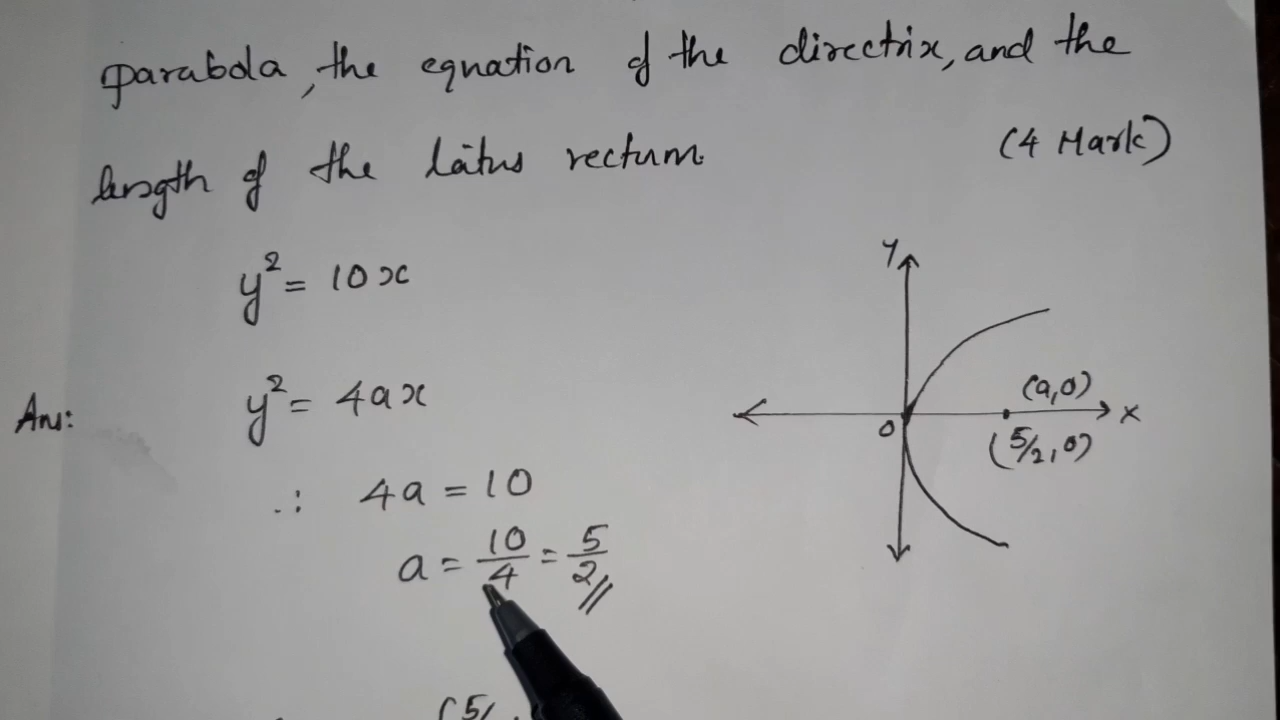 parabola, the equation of the directrix, and the
length of the latus rectum. (4 Mark)
y² = 10x
Ans: y² = 4ax
∴ 4a = 10
a = 10/4 = 5/2
Y
(a,0)
O
X
(5/2,0)
(5/